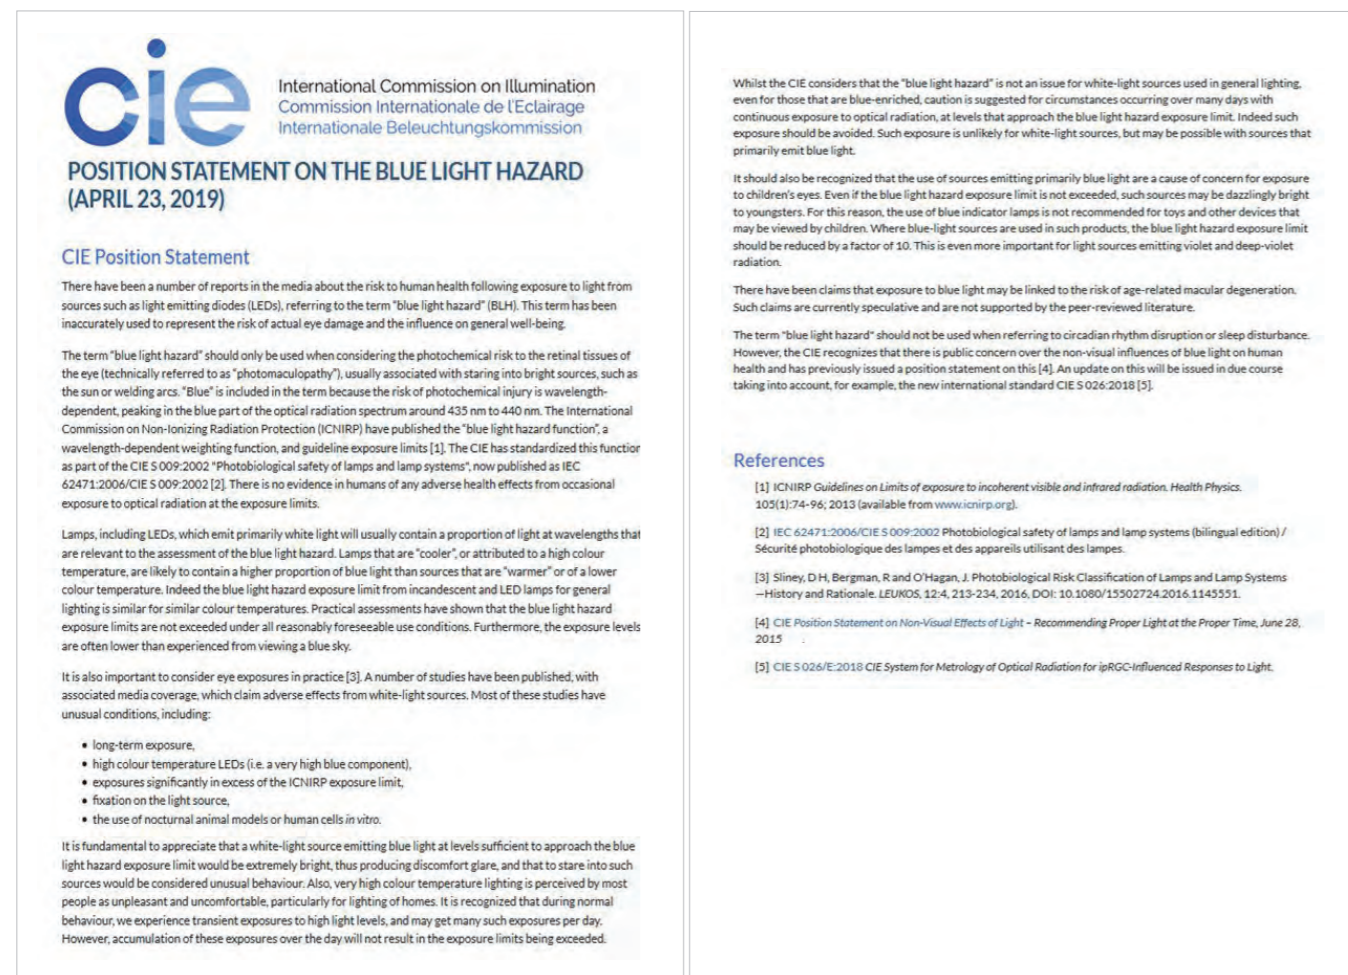 cie
International Commission on Illumination
Commission Internationale de l'Eclairage
Internationale Beleuchtungskommission
POSITION STATEMENT ON THE BLUE LIGHT HAZARD
(APRIL 23, 2019)
CIE Position Statement
There have been a number of reports in the media about the risk to human health following exposure to light from
sources such as light emitting diodes (LEDs), referring to the term "blue light hazard" (BLH). This term has been
inaccurately used to represent the risk of actual eye damage and the influence on general well-being.
The term "blue light hazard" should only be used when considering the photochemical risk to the retinal tissues of
the eye (technically referred to as "photomaculopathy"), usually associated with staring into bright sources, such as
the sun or welding arcs. "Blue" is included in the term because the risk of photochemical injury is wavelength-
dependent, peaking in the blue part of the optical radiation spectrum around 435 nm to 440 nm. The International
Commission on Non-Ionizing Radiation Protection (ICNIRP) have published the "blue light hazard function", a
wavelength-dependent weighting function, and guideline exposure limits [1]. The CIE has standardized this function
as part of the CIE S 009:2002 "Photobiological safety of lamps and lamp systems", now published as IEC
62471:2006/CIE S 009:2002 [2]. There is no evidence in humans of any adverse health effects from occasional
exposure to optical radiation at the exposure limits.
Lamps, including LEDs, which emit primarily white light will usually contain a proportion of light at wavelengths that
are relevant to the assessment of the blue light hazard. Lamps that are "cooler", or attributed to a high colour
temperature, are likely to contain a higher proportion of blue light than sources that are "warmer" or of a lower
colour temperature. Indeed the blue light hazard exposure limit from incandescent and LED lamps for general
lighting is similar for similar colour temperatures. Practical assessments have shown that the blue light hazard
exposure limits are not exceeded under all reasonably foreseeable use conditions. Furthermore, the exposure levels
are often lower than experienced from viewing a blue sky.
It is also important to consider eye exposures in practice [3]. A number of studies have been published, with
associated media coverage, which claim adverse effects from white-light sources. Most of these studies have
unusual conditions, including:
• long-term exposure,
• high colour temperature LEDs (i.e. a very high blue component),
• exposures significantly in excess of the ICNIRP exposure limit,
• fixation on the light source,
• the use of nocturnal animal models or human cells in vitro.
It is fundamental to appreciate that a white-light source emitting blue light at levels sufficient to approach the blue
light hazard exposure limit would be extremely bright, thus producing discomfort glare, and that to stare into such
sources would be considered unusual behaviour. Also, very high colour temperature lighting is perceived by most
people as unpleasant and uncomfortable, particularly for lighting of homes. It is recognized that during normal
behaviour, we experience transient exposures to high light levels, and may get many such exposures per day.
However, accumulation of these exposures over the day will not result in the exposure limits being exceeded.
Whilst the CIE considers that the "blue light hazard" is not an issue for white-light sources used in general lighting,
even for those that are blue-enriched, caution is suggested for circumstances occurring over many days with
continuous exposure to optical radiation, at levels that approach the blue light hazard exposure limit. Indeed such
exposure should be avoided. Such exposure is unlikely for white-light sources, but may be possible with sources that
primarily emit blue light.
It should also be recognized that the use of sources emitting primarily blue light are a cause of concern for exposure
to children's eyes. Even if the blue light hazard exposure limit is not exceeded, such sources may be dazzlingly bright
to youngsters. For this reason, the use of blue indicator lamps is not recommended for toys and other devices that
may be viewed by children. Where blue-light sources are used in such products, the blue light hazard exposure limit
should be reduced by a factor of 10. This is even more important for light sources emitting violet and deep-violet
radiation.
There have been claims that exposure to blue light may be linked to the risk of age-related macular degeneration.
Such claims are currently speculative and are not supported by the peer-reviewed literature.
The term "blue light hazard" should not be used when referring to circadian rhythm disruption or sleep disturbance.
However, the CIE recognizes that there is public concern over the non-visual influences of blue light on human
health and has previously issued a position statement on this [4]. An update on this will be issued in due course
taking into account, for example, the new international standard CIE S 026:2018 [5].
References
[1] ICNIRP Guidelines on Limits of exposure to incoherent visible and infrared radiation. Health Physics.
105(1):74-96; 2013 (available from www.icnirp.org).
[2] IEC 62471:2006/CIE S 009:2002 Photobiological safety of lamps and lamp systems (bilingual edition) /
Sécurité photobiologique des lampes et des appareils utilisant des lampes.
[3] Sliney, D H, Bergman, R and O'Hagan, J. Photobiological Risk Classification of Lamps and Lamp Systems
—History and Rationale. LEUKOS, 12:4, 213-234, 2016, DOI: 10.1080/15502724.2016.1145551.
[4] CIE Position Statement on Non-Visual Effects of Light – Recommending Proper Light at the Proper Time, June 28,
2015
[5] CIE S 026/E:2018 CIE System for Metrology of Optical Radiation for ipRGC-Influenced Responses to Light.